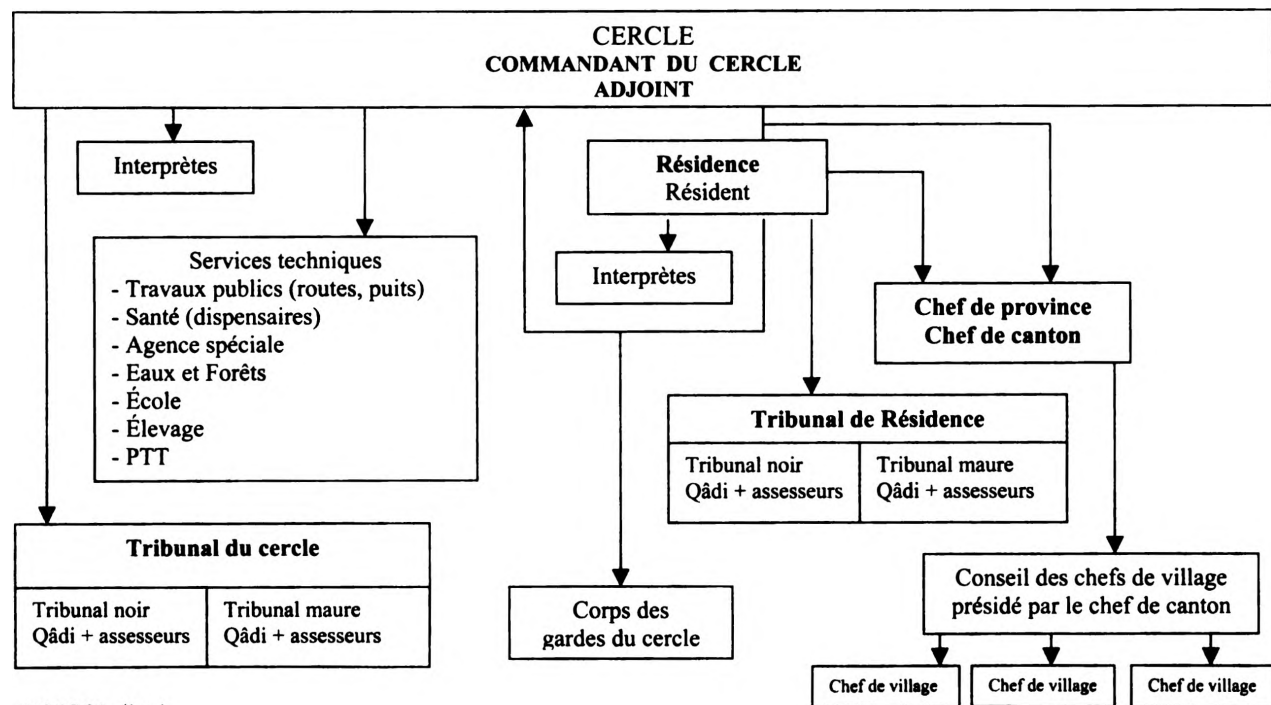 CERCLE
COMMANDANT DU CERCLE
ADJOINT
Interprètes
Résidence
Résident
Services techniques
- Travaux publics (routes, puits)
- Santé (dispensaires)
- Agence spéciale
- Eaux et Forêts
- École
- Élevage
- PTT
Interprètes
Chef de province
Chef de canton
Tribunal de Résidence
Tribunal noir
Qâdi + assesseurs
Tribunal maure
Qâdi + assesseurs
Tribunal du cercle
Tribunal noir
Qâdi + assesseurs
Tribunal maure
Qâdi + assesseurs
Corps des
gardes du cercle
Conseil des chefs de village
présidé par le chef de canton
Chef de village
Chef de village
Chef de village